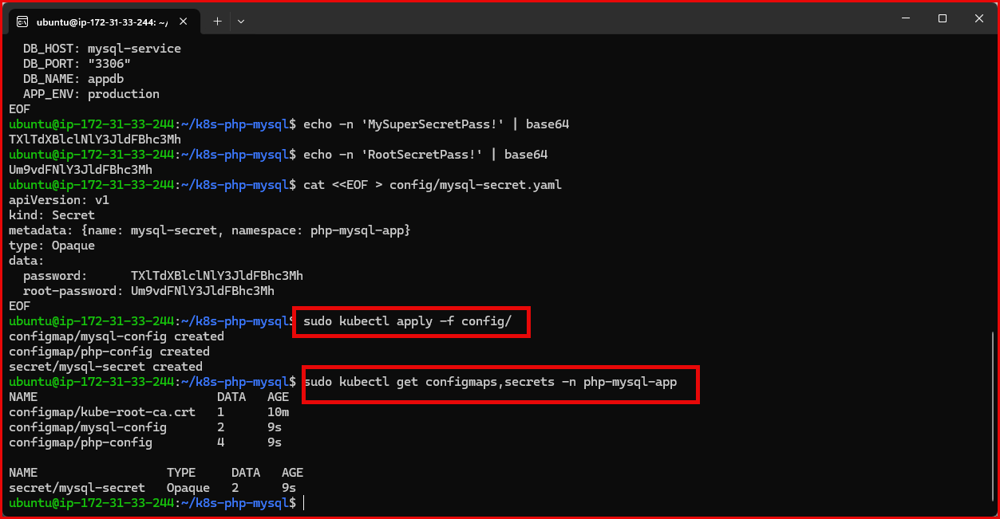 ubuntu@ip-172-31-33-244: ~/
DB_HOST: mysql-service
DB_PORT: "3306"
DB_NAME: appdb
APP_ENV: production
EOF
ubuntu@ip-172-31-33-244:~/k8s-php-mysql$ echo -n 'MySuperSecretPass!' | base64
TXlTdXBlclNlY3JldFBhc3Mh
ubuntu@ip-172-31-33-244:~/k8s-php-mysql$ echo -n 'RootSecretPass!' | base64
Um9vdFNlY3JldFBhc3Mh
ubuntu@ip-172-31-33-244:~/k8s-php-mysql$ cat <<EOF > config/mysql-secret.yaml
apiVersion: v1
kind: Secret
metadata: {name: mysql-secret, namespace: php-mysql-app}
type: Opaque
data:
  password:      TXlTdXBlclNlY3JldFBhc3Mh
  root-password: Um9vdFNlY3JldFBhc3Mh
EOF
ubuntu@ip-172-31-33-244:~/k8s-php-mysql$ sudo kubectl apply -f config/
configmap/mysql-config created
configmap/php-config created
secret/mysql-secret created
ubuntu@ip-172-31-33-244:~/k8s-php-mysql$ sudo kubectl get configmaps,secrets -n php-mysql-app
NAME                         DATA   AGE
configmap/kube-root-ca.crt   1      10m
configmap/mysql-config       2      9s
configmap/php-config         4      9s
NAME                  TYPE     DATA   AGE
secret/mysql-secret   Opaque   2      9s
ubuntu@ip-172-31-33-244:~/k8s-php-mysql$